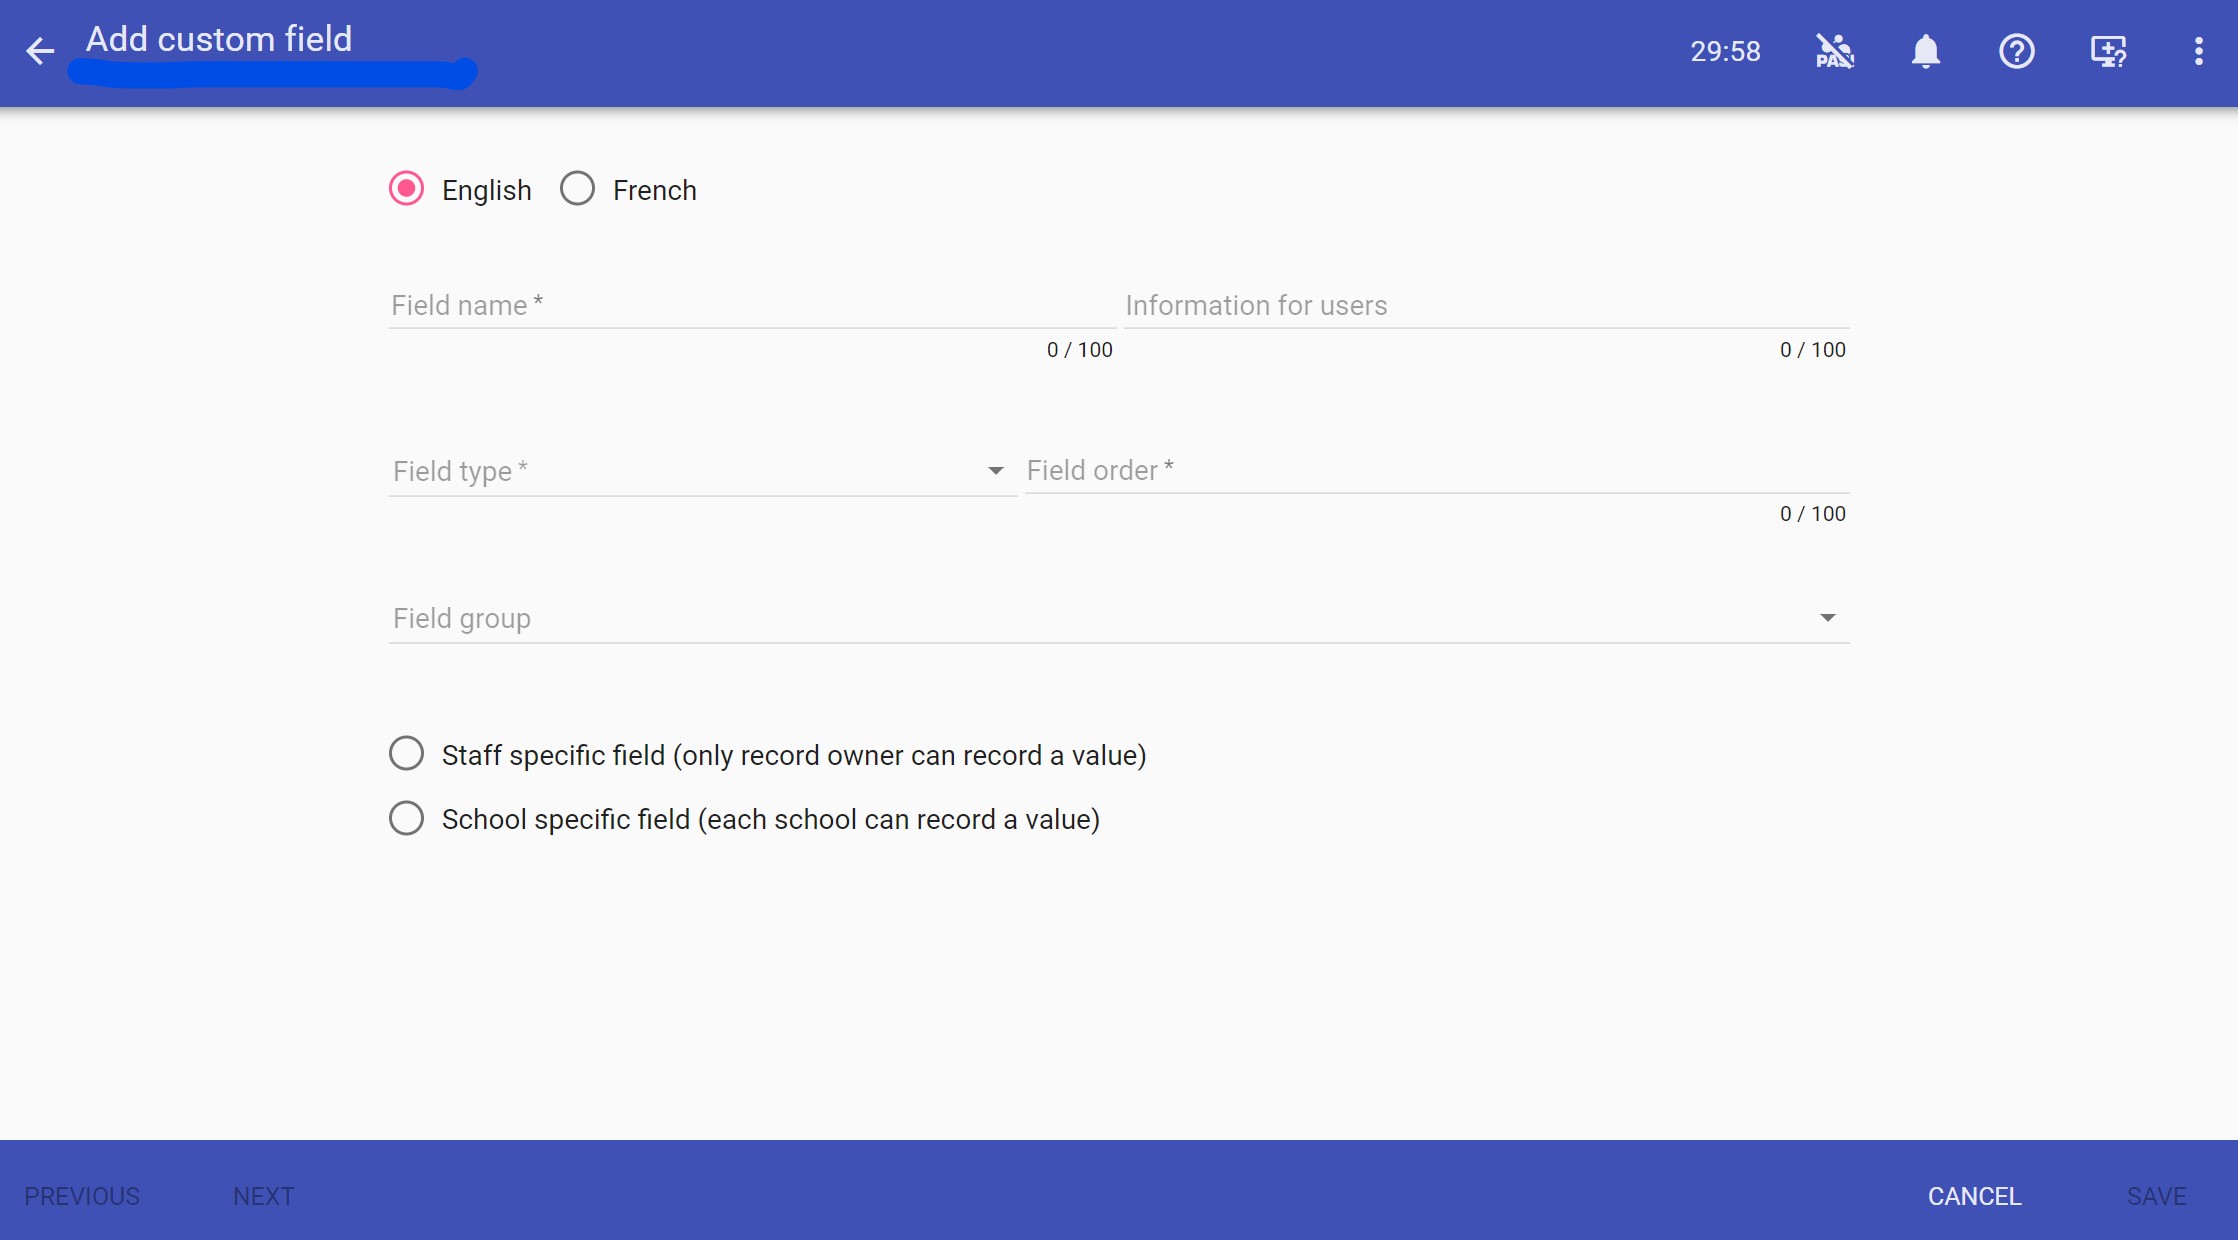 Add custom field
29:58
PAS!
English French
Field name *
Information for users
0 / 100
0 / 100
Field type *
Field order *
0 / 100
Field group
Staff specific field (only record owner can record a value)
School specific field (each school can record a value)
PREVIOUS NEXT CANCEL SAVE